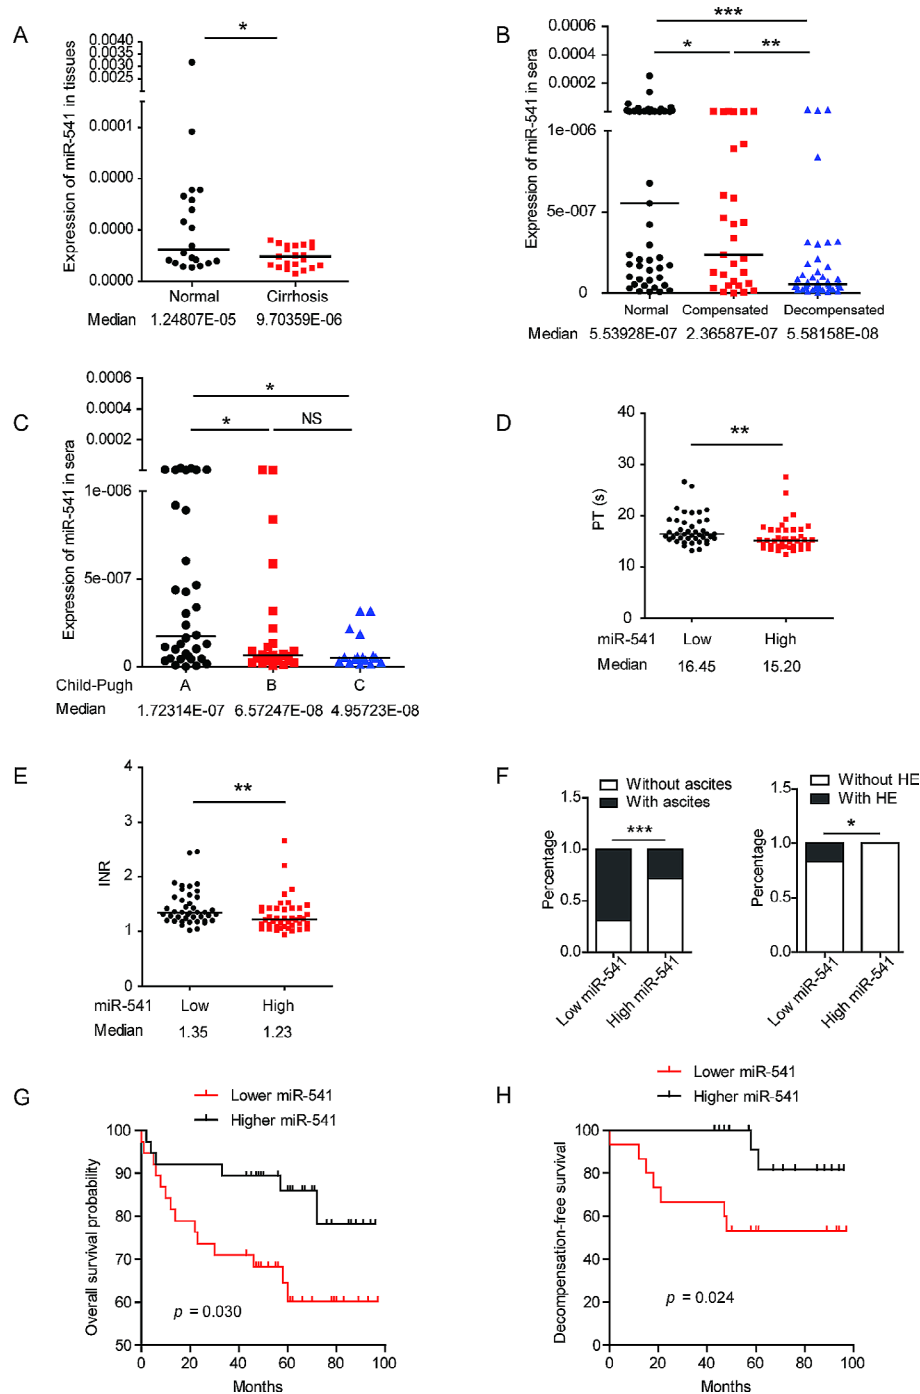 A
Expression of miR-541 in tissues
0.0040
0.0035
0.0030
0.0025
0.0001
0.0000
0.0000
0.0000
*
Normal Cirrhosis
Median 1.24807E-05 9.70359E-06
B
Expression of miR-541 in sera
0.0006
0.0004
0.0002
1e-006
5e-007
0
***
* **
Normal Compensated Decompensated
Median 5.53928E-07 2.36587E-07 5.58158E-08
C
Expression of miR-541 in sera
0.0006
0.0004
0.0002
1e-006
5e-007
0
*
* NS
Child-Pugh A B C
Median 1.72314E-07 6.57247E-08 4.95723E-08
D
PT (s)
40
30
20
10
0
**
miR-541 Low High
Median 16.45 15.20
E
INR
4
3
2
1
0
**
miR-541 Low High
Median 1.35 1.23
F
Without ascites
With ascites
Percentage
1.5
1.0
0.5
0.0
***
Low miR-541
High miR-541
Without HE
With HE
Percentage
1.5
1.0
0.5
0.0
*
Low miR-541
High miR-541
G
Lower miR-541
Higher miR-541
Overall survival probability
100
90
80
70
60
50
p = 0.030
0 20 40 60 80 100
Months
H
Lower miR-541
Higher miR-541
Decompensation-free survival
100
80
60
40
20
0
p = 0.024
0 20 40 60 80 100
Months